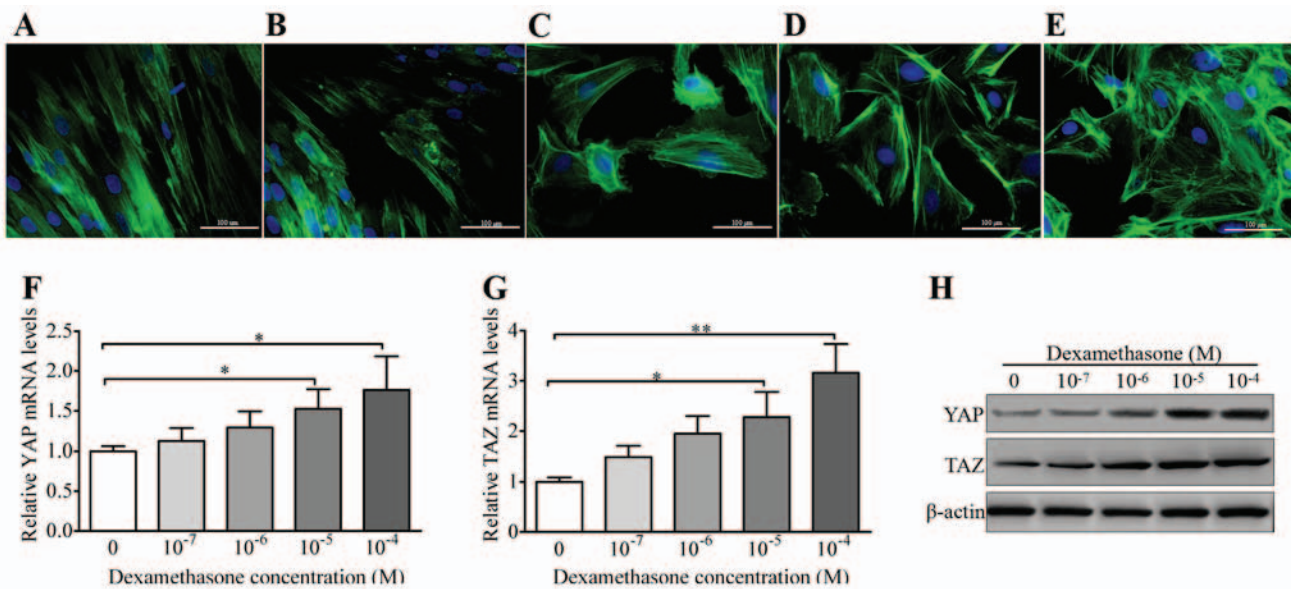 A B C D E
100 μm 100 μm 100 μm 100 μm 100 μm
F
Relative YAP mRNA levels
2.5
2.0
1.5
1.0
0.5
0.0
*
*
0 10⁻⁷ 10⁻⁶ 10⁻⁵ 10⁻⁴
Dexamethasone concentration (M)
G
Relative TAZ mRNA levels
4
3
2
1
0
**
*
0 10⁻⁷ 10⁻⁶ 10⁻⁵ 10⁻⁴
Dexamethasone concentration (M)
H
Dexamethasone (M)
0 10⁻⁷ 10⁻⁶ 10⁻⁵ 10⁻⁴
YAP
TAZ
β-actin